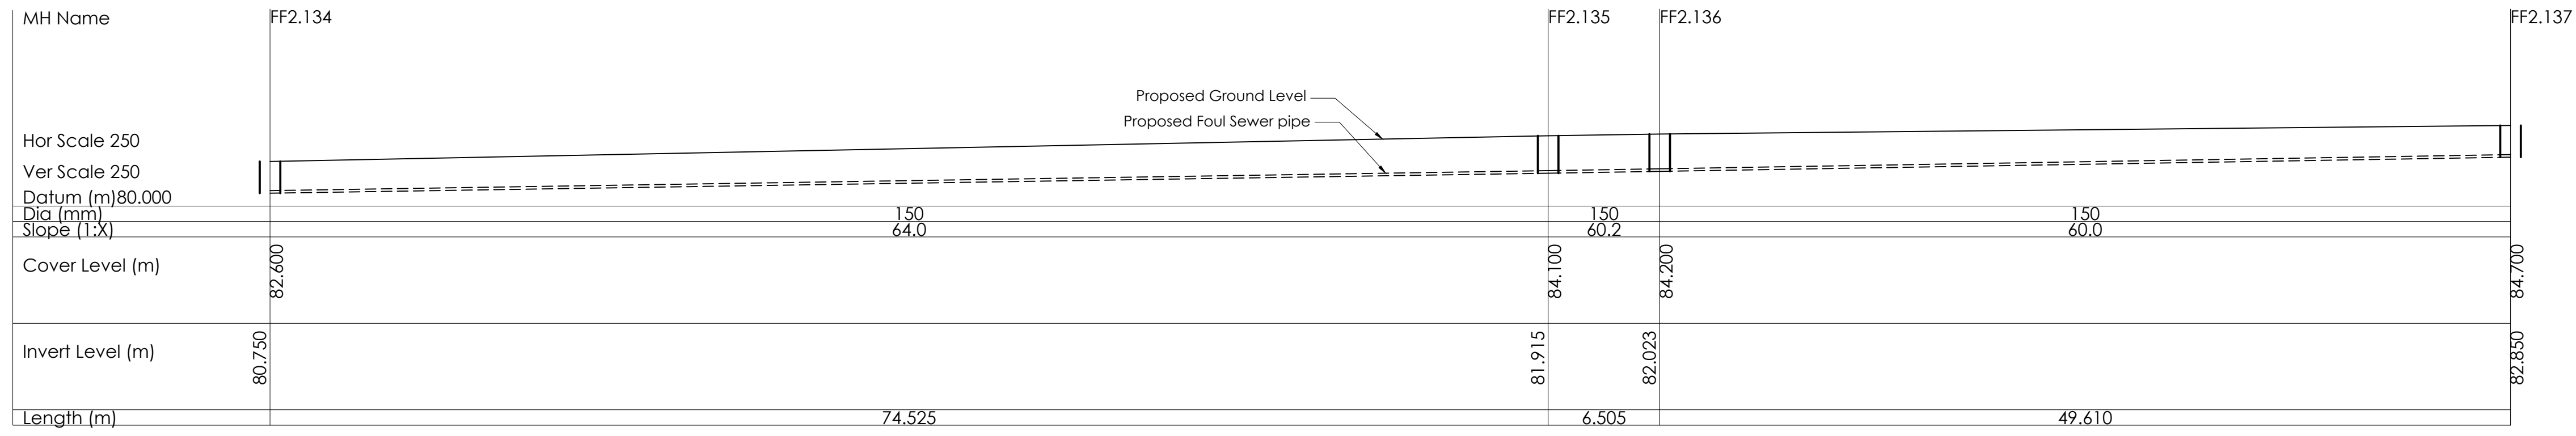 MH Name FF2.134 FF2.135 FF2.136 FF2.137
Proposed Ground Level
Proposed Foul Sewer pipe
Hor Scale 250
Ver Scale 250
Datum (m)80.000
Dia (mm) 150 150 150
Slope (1:X) 64.0 60.2 60.0
Cover Level (m) 82.600 84.100 84.200 84.700
Invert Level (m) 80.750 81.915 82.023 82.850
Length (m) 74.525 6.505 49.610